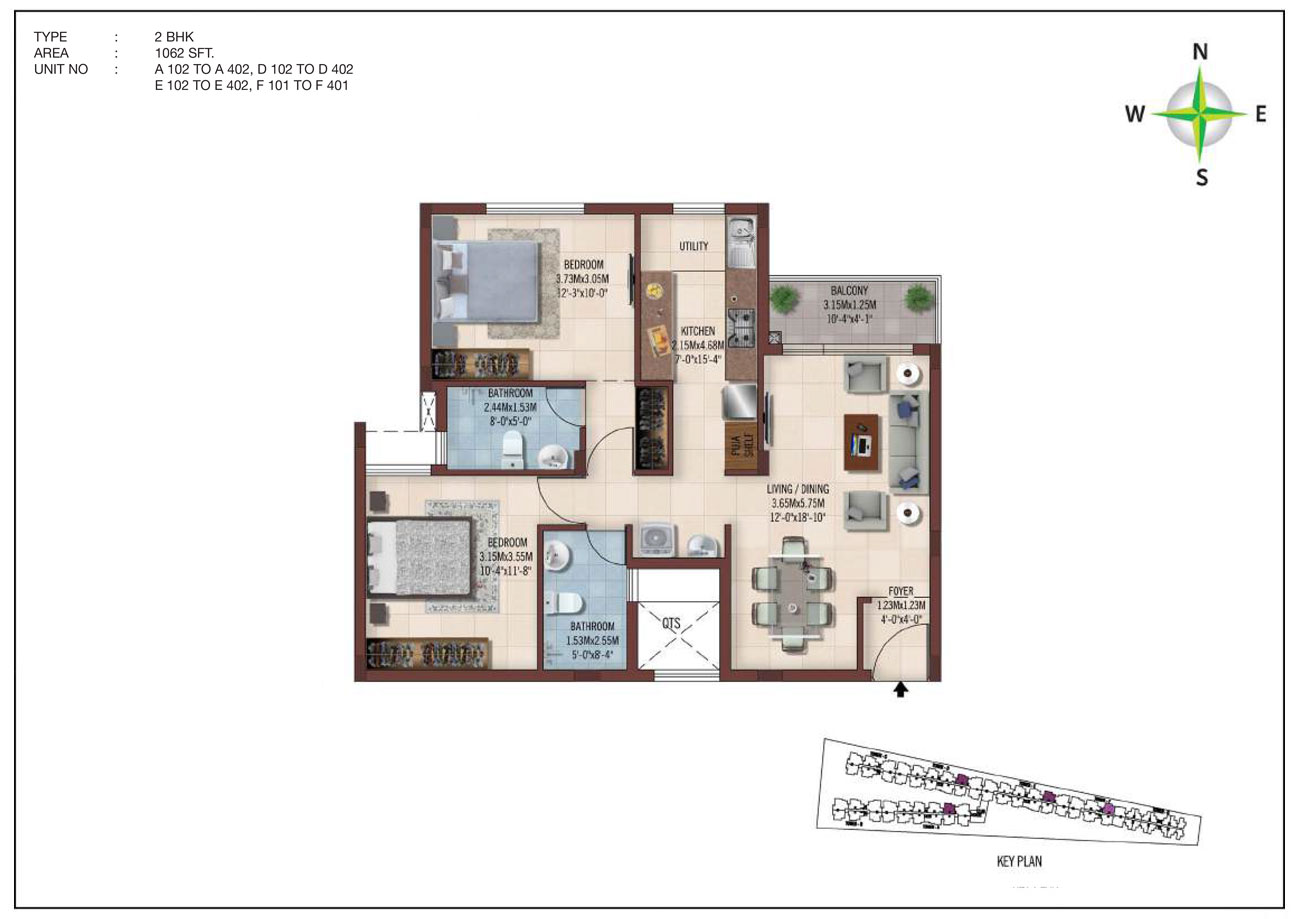 TYPE : 2 BHK
AREA : 1062 SFT.
UNIT NO : A 102 TO A 402, D 102 TO D 402
E 102 TO E 402, F 101 TO F 401
N
W E
S
UTILITY
BEDROOM
3.73Mx3.05M
12'-3"x10'-0"
BALCONY
3.15Mx1.25M
10'-4"x4'-1"
KITCHEN
2.15Mx4.68M
7'-0"x15'-4"
BATHROOM
2.44Mx1.53M
8'-0"x5'-0"
PUJA
SHELF
LIVING / DINING
3.65Mx5.75M
12'-0"x18'-10"
BEDROOM
3.15Mx3.55M
10'-4"x11'-8"
FOYER
1.23Mx1.23M
4'-0"x4'-0"
QTS
BATHROOM
1.53Mx2.55M
5'-0"x8'-4"
KEY PLAN